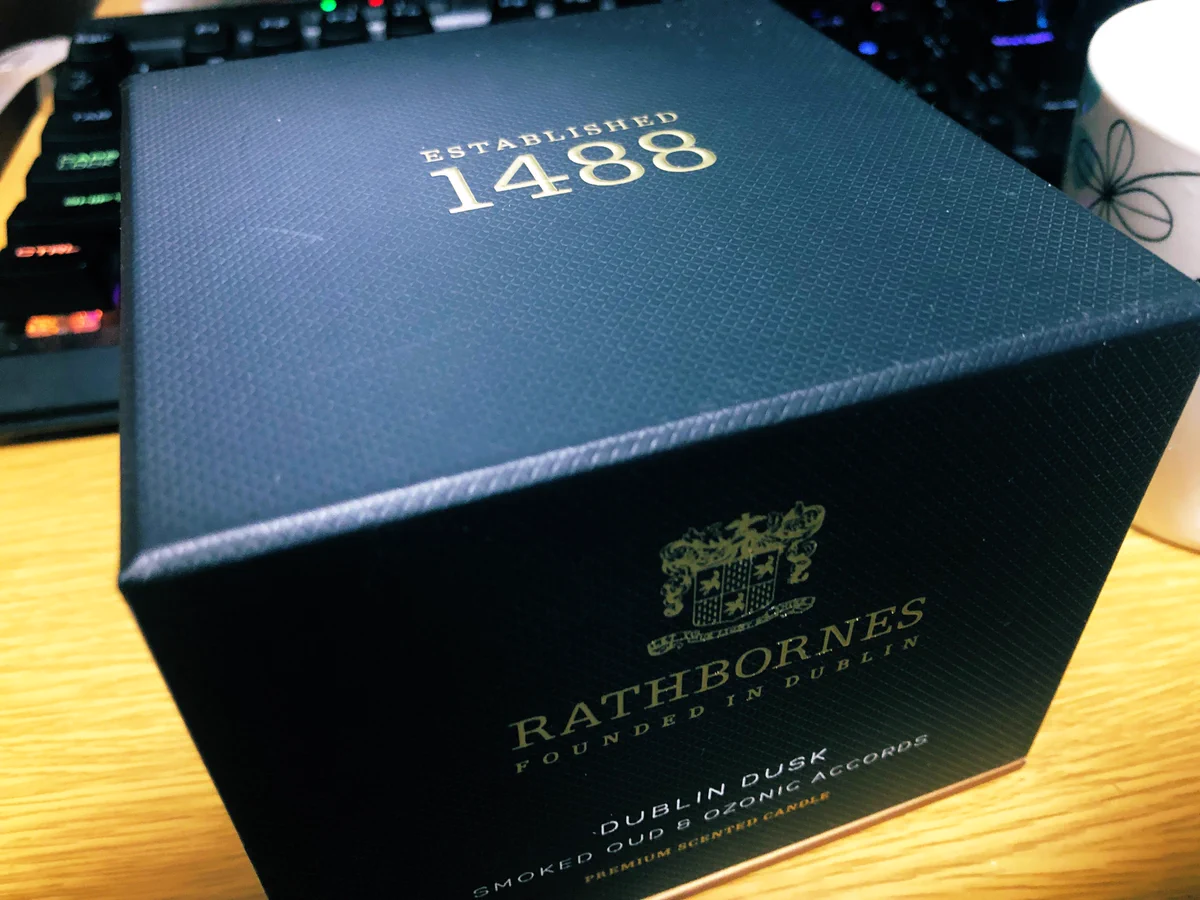 ESTABLISHED
1488
RATHBORNES
FOUNDED IN DUBLIN
DUBLIN DUSK
SMOKED OUD & OZONIC ACCORDS
PREMIUM SCENTED CANDLE